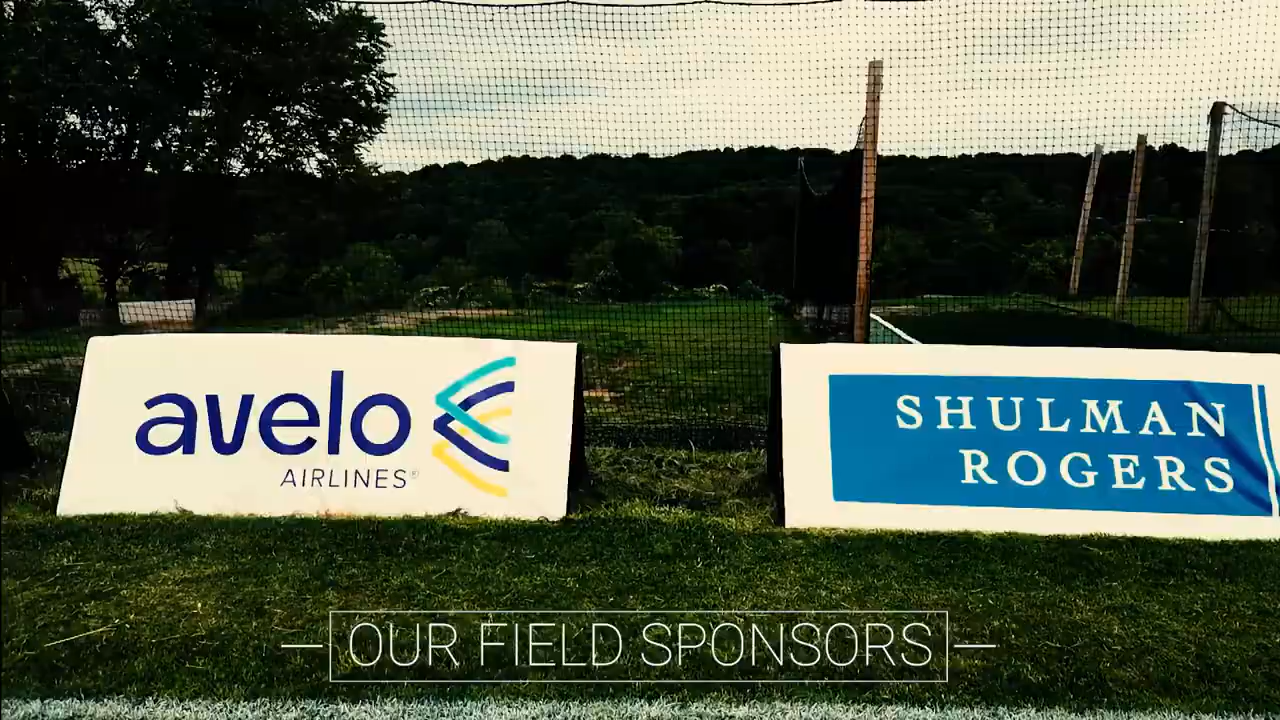 avelo
AIRLINES®
SHULMAN
ROGERS
OUR FIELD SPONSORS